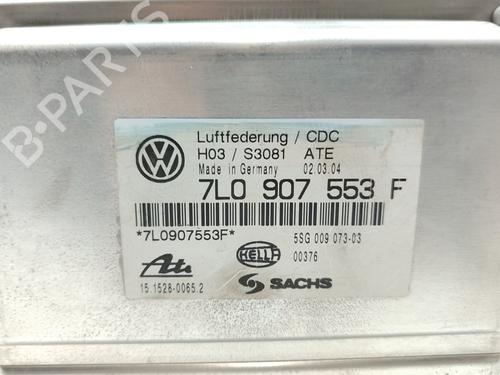 B-PARTS
Luftfederung / CDC
H03 / S3081 ATE
Made in Germany 02.03.04
7L0 907 553 F
*7L0907553F*
5SG 009 073-03
HELLA
00376
Ate
SACHS
15.1528-0065.2